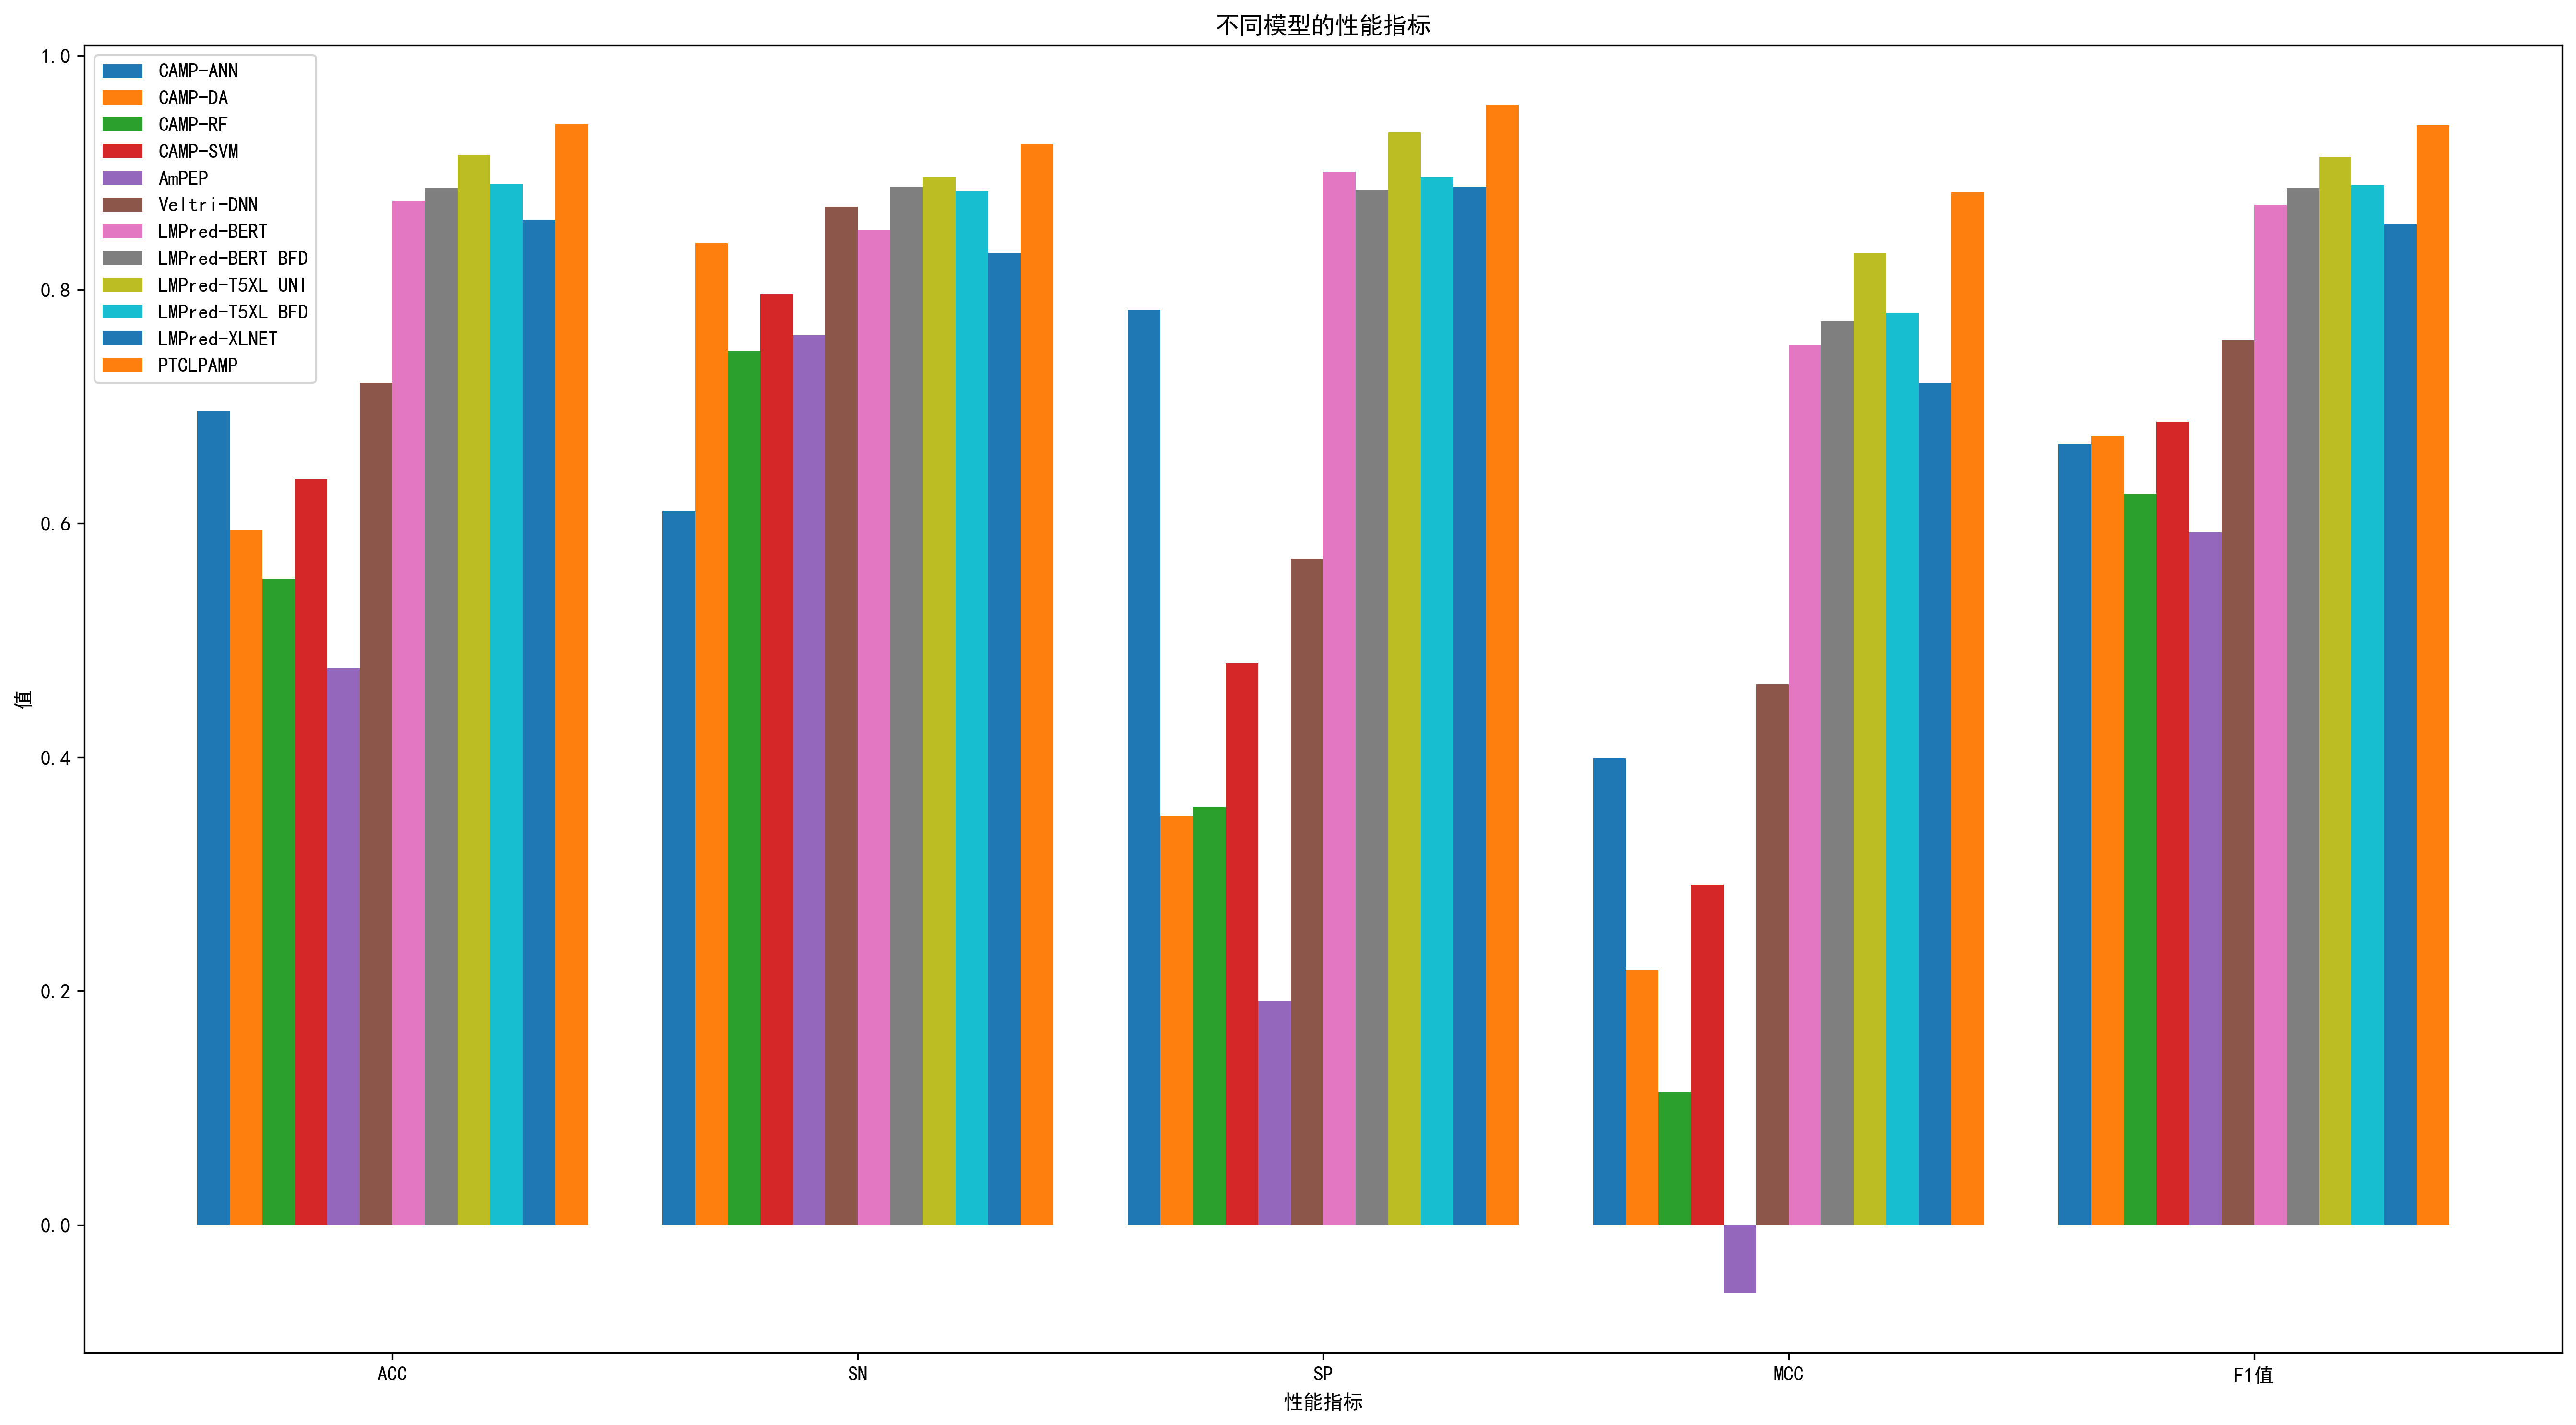 不同模型的性能指标
1.0
0.8
0.6
0.4
0.2
0.0
值
CAMP-ANN
CAMP-DA
CAMP-RF
CAMP-SVM
AmPEP
Veltri-DNN
LMPred-BERT
LMPred-BERT BFD
LMPred-T5XL UNI
LMPred-T5XL BFD
LMPred-XLNET
PTCLPAMP
ACC SN SP MCC F1值
性能指标